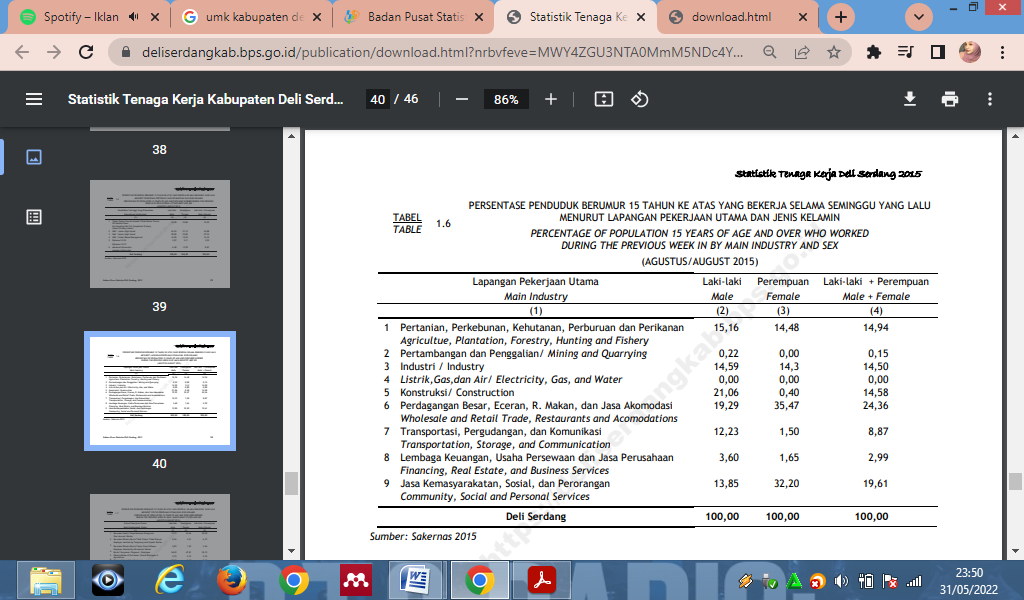 Spotify – Iklan
umk kabupaten de
Badan Pusat Statis
Statistik Tenaga Ke
download.html
deliserdangkab.bps.go.id/publication/download.html?nrbvfeve=MWY4ZGU3NTA0MmM5NDc4Y...
Statistik Tenaga Kerja Kabupaten Deli Serd...
40 / 46
86%
38
39
40
Statistik Tenaga Kerja Deli Serdang 2015
TABEL
TABLE
1.6
PERSENTASE PENDUDUK BERUMUR 15 TAHUN KE ATAS YANG BEKERJA SELAMA SEMINGGU YANG LALU
MENURUT LAPANGAN PEKERJAAN UTAMA DAN JENIS KELAMIN
PERCENTAGE OF POPULATION 15 YEARS OF AGE AND OVER WHO WORKED
DURING THE PREVIOUS WEEK IN BY MAIN INDUSTRY AND SEX
(AGUSTUS/AUGUST 2015)
Lapangan Pekerjaan Utama Laki-laki Perempuan Laki-laki + Perempuan
Main Industry Male Female Male + Female
(1) (2) (3) (4)
1 Pertanian, Perkebunan, Kehutanan, Perburuan dan Perikanan 15,16 14,48 14,94
Agricultue, Plantation, Forestry, Hunting and Fishery
2 Pertambangan dan Penggalian/ Mining and Quarrying 0,22 0,00 0,15
3 Industri / Industry 14,59 14,3 14,50
4 Listrik,Gas,dan Air/ Electricity, Gas, and Water 0,00 0,00 0,00
5 Konstruksi/ Construction 21,06 0,40 14,58
6 Perdagangan Besar, Eceran, R. Makan, dan Jasa Akomodasi 19,29 35,47 24,36
Wholesale and Retail Trade, Restaurants and Acomodations
7 Transportasi, Pergudangan, dan Komunikasi 12,23 1,50 8,87
Transportation, Storage, and Communication
8 Lembaga Keuangan, Usaha Persewaan dan Jasa Perusahaan 3,60 1,65 2,99
Financing, Real Estate, and Business Services
9 Jasa Kemasyarakatan, Sosial, dan Perorangan 13,85 32,20 19,61
Community, Social and Personal Services
Deli Serdang 100,00 100,00 100,00
Sumber: Sakernas 2015
23:50
31/05/2022